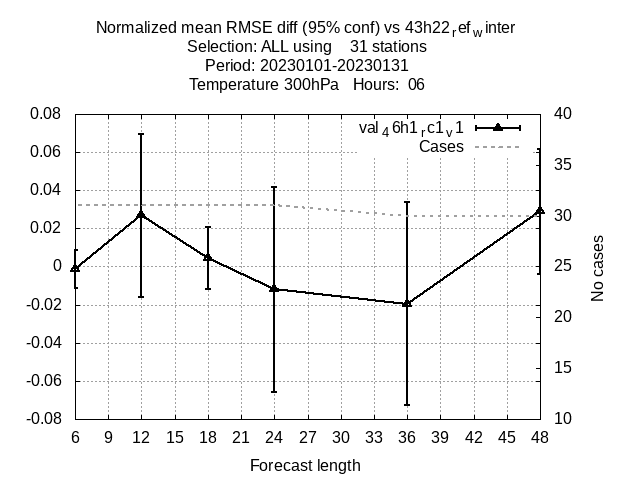 Normalized mean RMSE diff (95% conf) vs 43h22refwinter
Selection: ALL using 31 stations
Period: 20230101-20230131
Temperature 300hPa Hours: 06
0.08
0.06
0.04
0.02
0
-0.02
-0.04
-0.06
-0.08
val46h1rc1v1
Cases
40
35
30
25
20
15
10
No cases
6 9 12 15 18 21 24 27 30 33 36 39 42 45 48
Forecast length